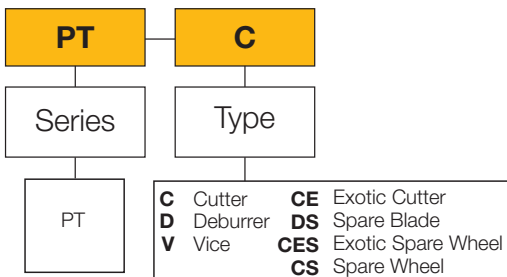 PT C
Series Type
PT
C Cutter CE Exotic Cutter
D Deburrer DS Spare Blade
V Vice CES Exotic Spare Wheel
CS Spare Wheel